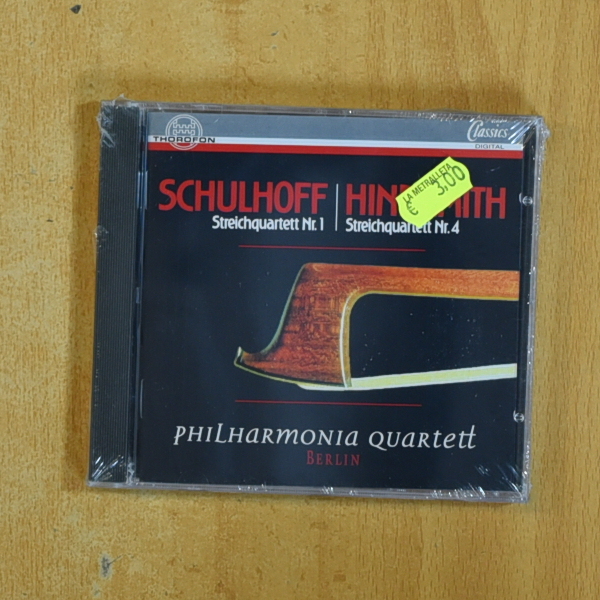 THOROFON
Classics
DIGITAL
LA METRALLETA
€ 3,00
SCHULHOFF
Streichquartett Nr. 1
Streichquartett Nr. 4
PHILHARMONIA QUARTETT
BERLIN